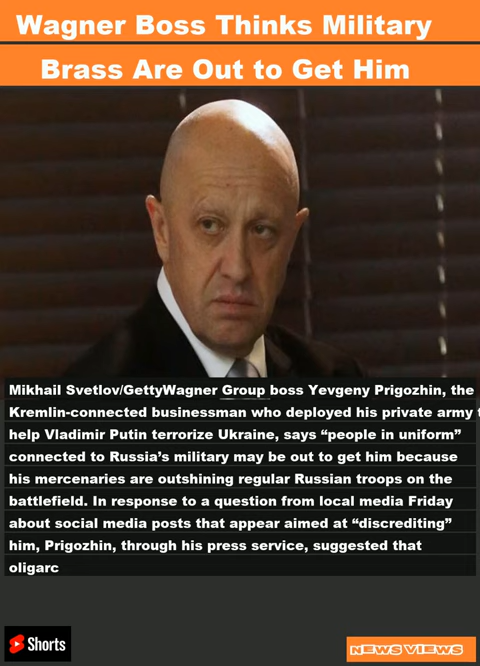 Wagner Boss Thinks Military
Brass Are Out to Get Him
Mikhail Svetlov/GettyWagner Group boss Yevgeny Prigozhin, the
Kremlin-connected businessman who deployed his private army t
help Vladimir Putin terrorize Ukraine, says “people in uniform”
connected to Russia’s military may be out to get him because
his mercenaries are outshining regular Russian troops on the
battlefield. In response to a question from local media Friday
about social media posts that appear aimed at “discrediting”
him, Prigozhin, through his press service, suggested that
oligarc
Shorts
NEWS VIEWS